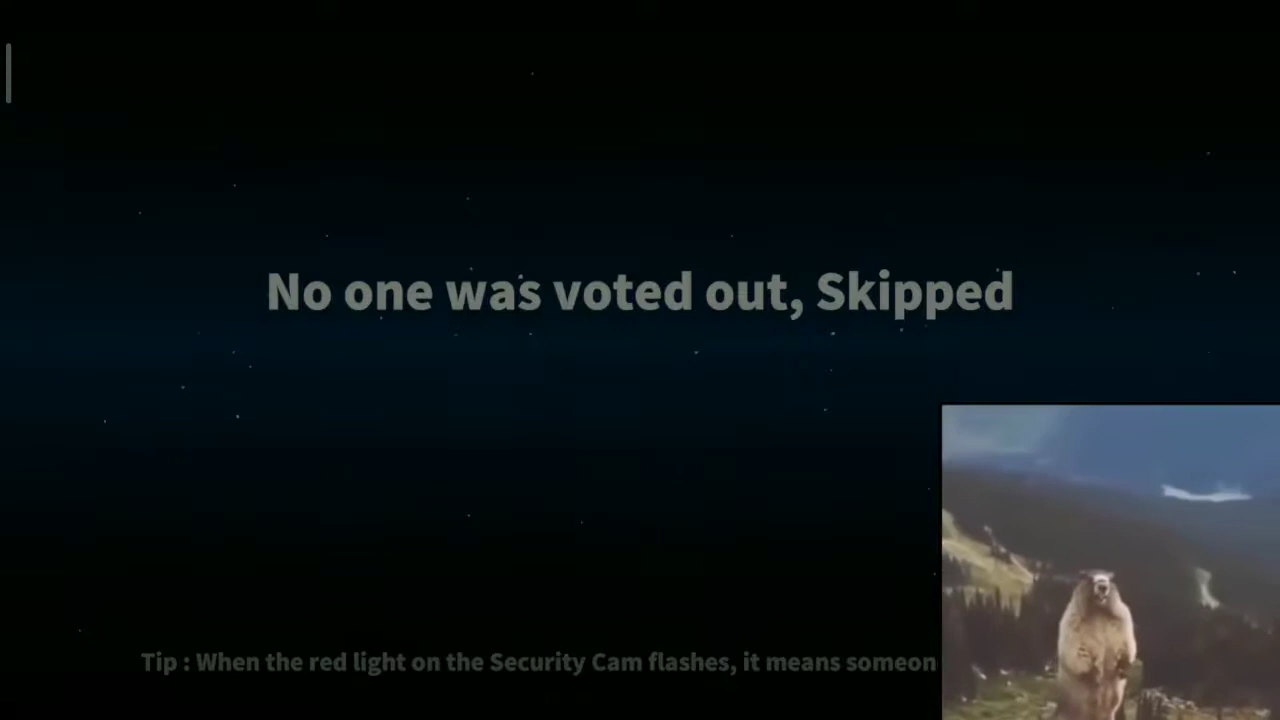 No one was voted out, Skipped
Tip : When the red light on the Security Cam flashes, it means someon